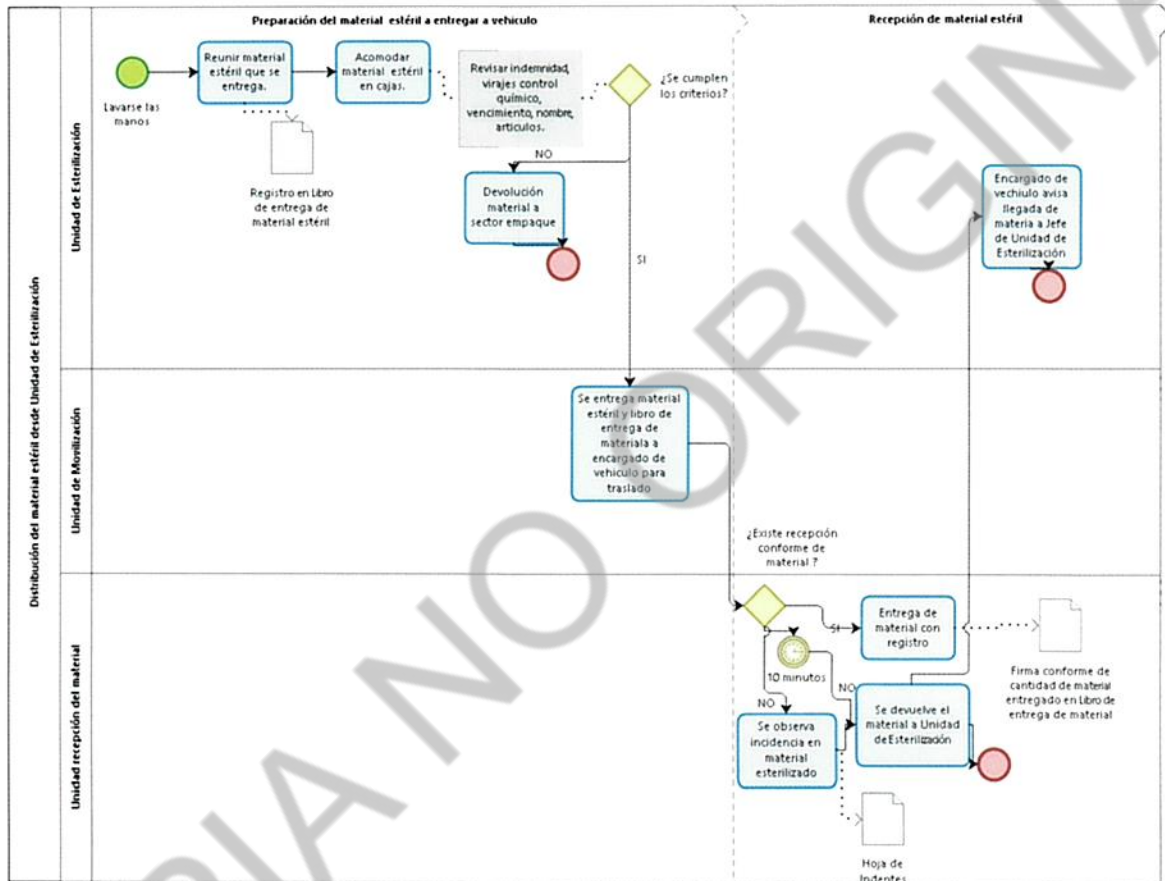 Preparación del material estéril a entregar a vehiculo
Recepción de material estéril
Distribución del material estéril desde Unidad de Esterilización
Unidad de Esterilización
Lavarse las
manos
Reunir material
estéril que se
entrega.
Registro en Libro
de entrega de
material estéril
Acomodar
material estéril
en cajas.
Revisar indemnidad,
virajes control
químico,
vencimiento, nombre,
articulos.
¿Se cumplen
los criterios?
NO
Devolución
material a
sector empaque
SI
Encargado de
vechiulo avisa
llegada de
materia a Jefe
de Unidad de
Esterilización
Unidad de Movilización
Se entrega material
estéril y libro de
entrega de
materiala a
encargado de
vehiculo para
traslado
¿Existe recepción
conforme de
material ?
Unidad recepción del material
SI
Entrega de
material con
registro
Firma conforme de
cantidad de material
entregado en Libro de
entrega de material
10 minutos
NO
NO
Se observa
incidencia en
material
esterilizado
Se devuelve el
material a Unidad
de Esterilización
Hoja de
Indentes
RIA NO ORIGINA